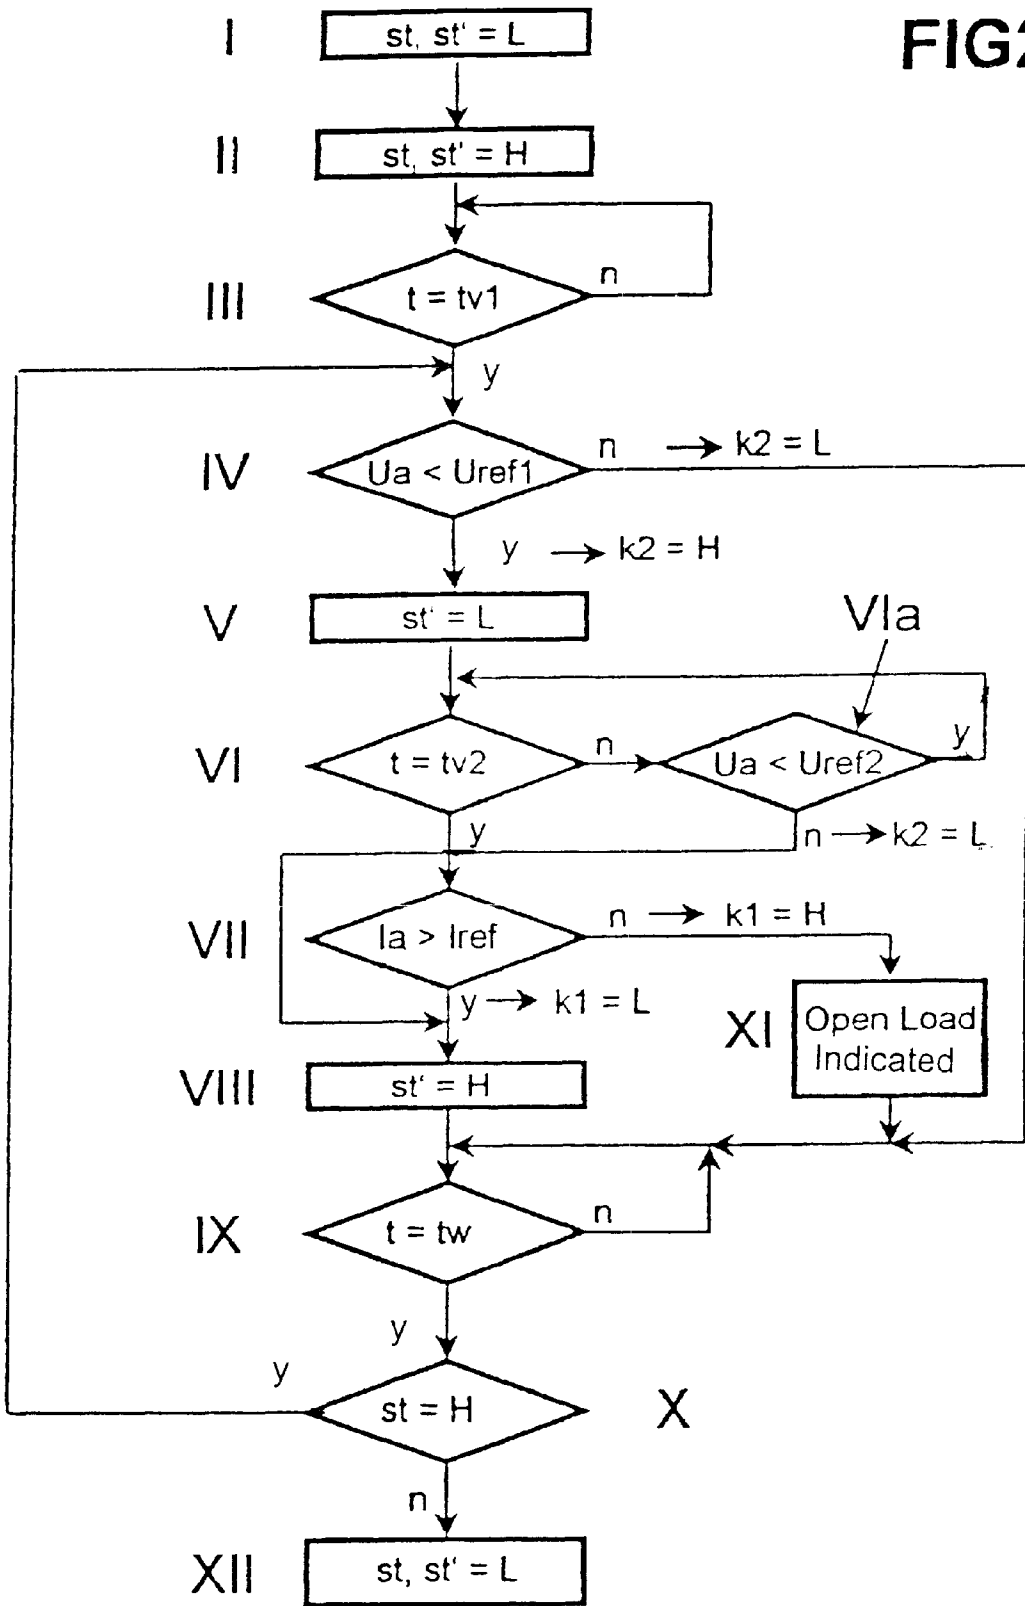 FIG2
I
st, st' = L
II
st, st' = H
III
t = tv1
n
y
IV
Ua < Uref1
n → k2 = L
y → k2 = H
V
st' = L
VIa
VI
t = tv2
n
Ua < Uref2
y
y
n → k2 = L
VII
Ia > Iref
n → k1 = H
y → k1 = L
XI
Open Load
Indicated
VIII
st' = H
IX
t = tw
n
y
y
st = H
X
n
XII
st, st' = L